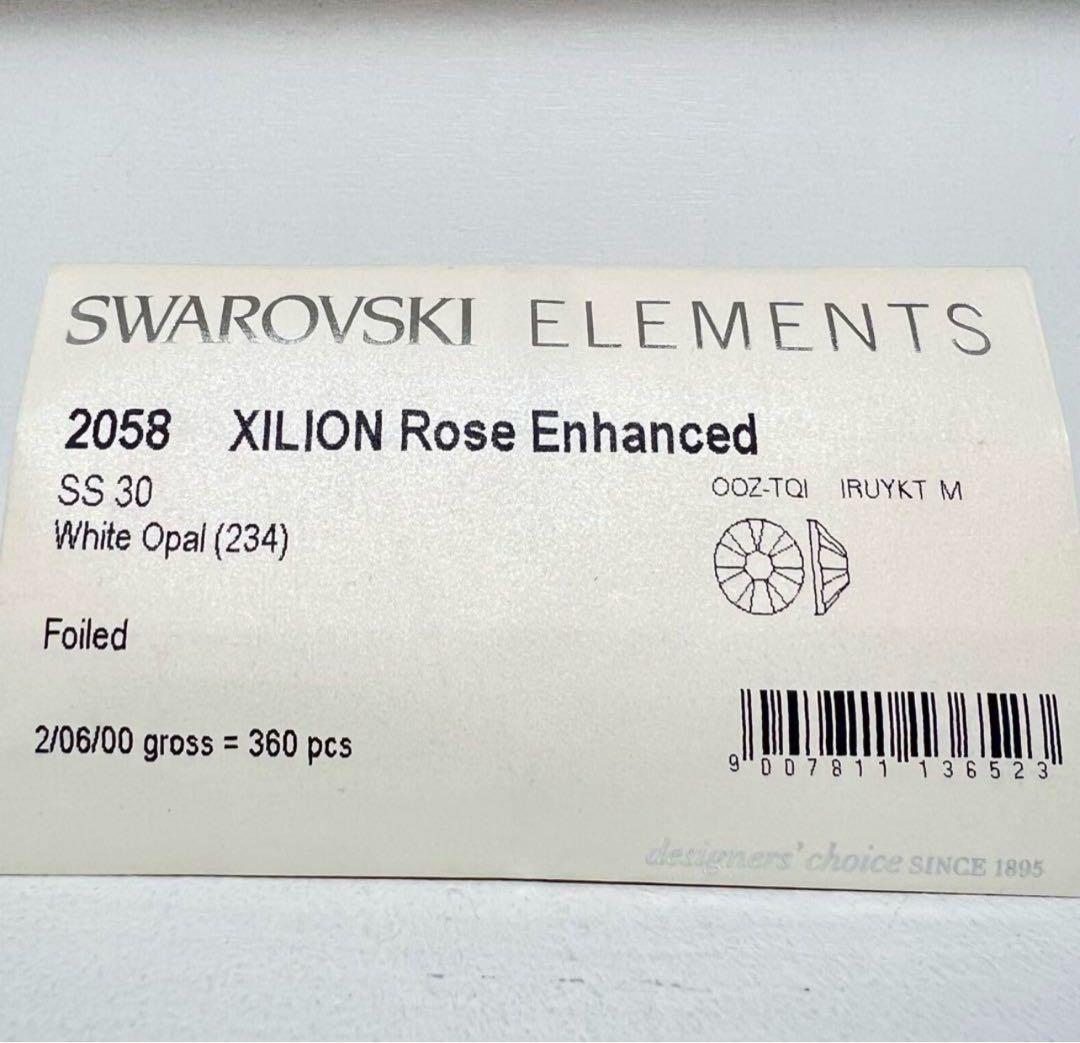 SWAROVSKI ELEMENTS
2058 XILION Rose Enhanced
SS 30
OOZ-TQI IRUYKT M
White Opal (234)
Foiled
2/06/00 gross = 360 pcs
9 007811 136523
designers' choice SINCE 1895